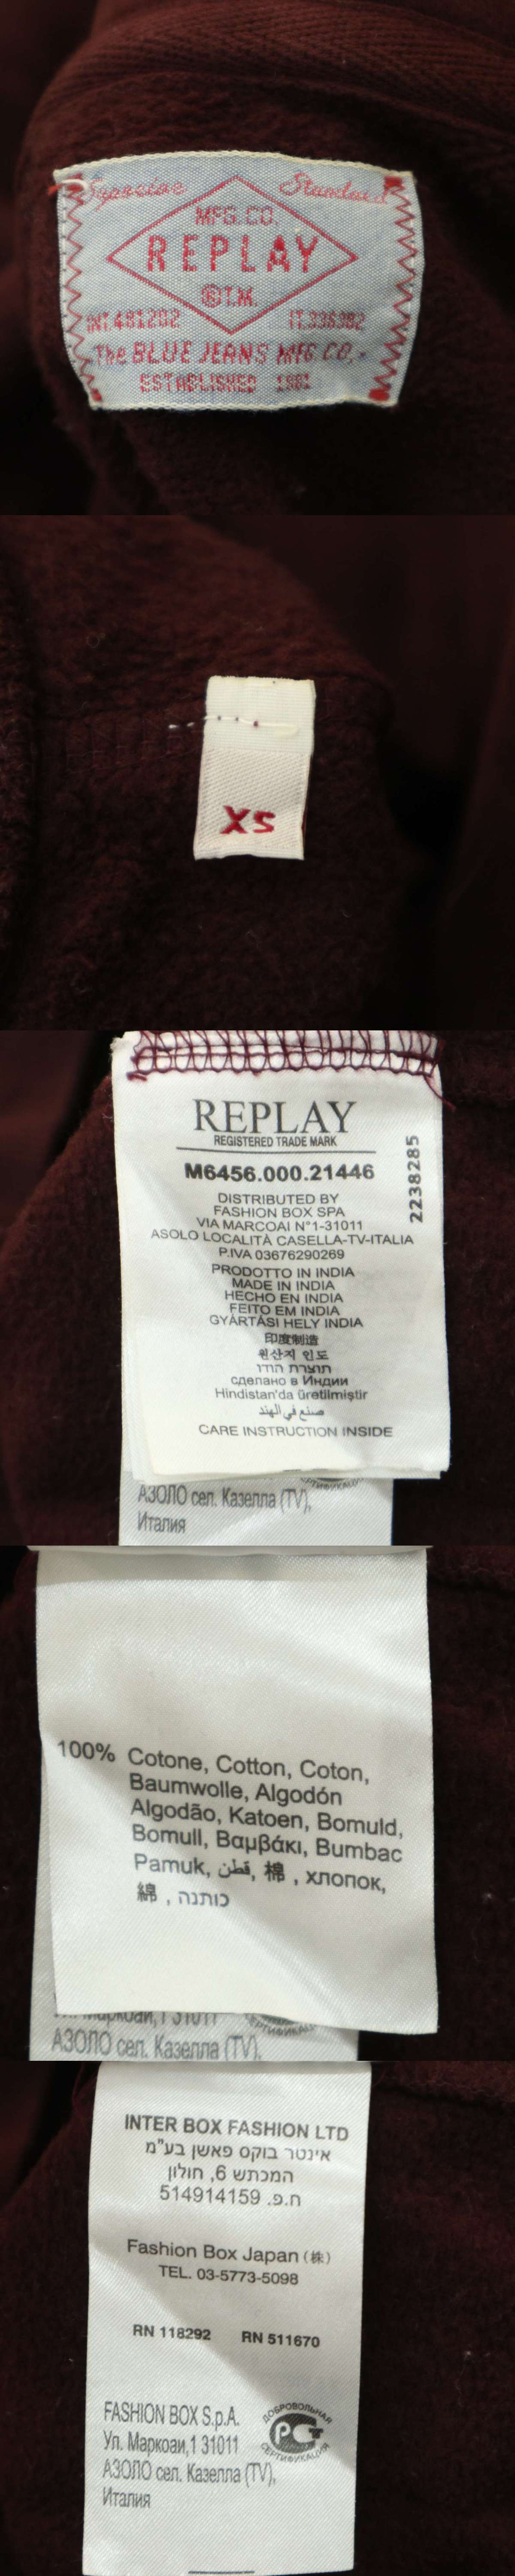 Superior Standard
MFG. CO.
REPLAY
©T.M.
INT.481202 IT.336382
The BLUE JEANS MFG. CO.
ESTABLISHED 1981
XS
REPLAY
REGISTERED TRADE MARK
M6456.000.21446
2238285
DISTRIBUTED BY
FASHION BOX SPA
VIA MARCOAI N°1-31011
ASOLO LOCALITÀ CASELLA-TV-ITALIA
P.IVA 03676290269
PRODOTTO IN INDIA
MADE IN INDIA
HECHO EN INDIA
FEITO EM INDIA
GYÁRTÁSI HELY INDIA
印度制造
원산지 인도
תוצרת הודו
сделано в Индии
Hindistan'da üretilmiştir
صنع في الهند
CARE INSTRUCTION INSIDE
АЗОЛО сел. Казелла (TV),
Италия
100% Cotone, Cotton, Coton,
Baumwolle, Algodón
Algodão, Katoen, Bomuld,
Bomull, Βαμβάκι, Bumbac
Pamuk, قطن, 棉 , хлопок,
綿 , כותנה
Ул. Маркоаи,1 31011
АЗОЛО сел. Казелла (TV),
INTER BOX FASHION LTD
אינטר בוקס פאשן בע"מ
המכתש 6, חולון
ח.פ. 514914159
Fashion Box Japan (株)
TEL. 03-5773-5098
RN 118292 RN 511670
FASHION BOX S.p.A.
Ул. Маркоаи,1 31011
АЗОЛО сел. Казелла (TV),
Италия
ДОБРОВОЛЬНАЯ
РСТ
СЕРТИФИКАЦИЯ